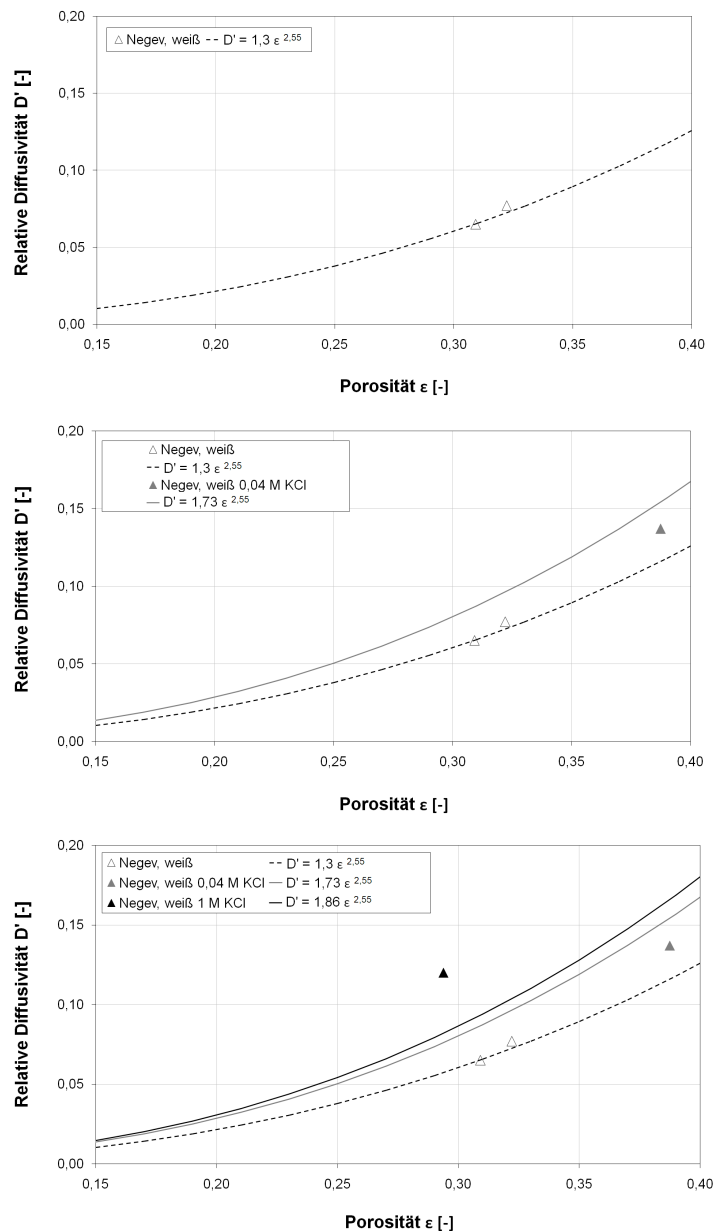 0,20
△ Negev, weiß -- D' = 1,3 ε 2,55
0,15
0,10
0,05
0,00
0,15 0,20 0,25 0,30 0,35 0,40
Relative Diffusivität D' [-]
Porosität ε [-]
0,20
△ Negev, weiß
-- D' = 1,3 ε 2,55
▲ Negev, weiß 0,04 M KCl
— D' = 1,73 ε 2,55
0,15
0,10
0,05
0,00
0,15 0,20 0,25 0,30 0,35 0,40
Relative Diffusivität D' [-]
Porosität ε [-]
0,20
△ Negev, weiß -- D' = 1,3 ε 2,55
▲ Negev, weiß 0,04 M KCl — D' = 1,73 ε 2,55
▲ Negev, weiß 1 M KCl — D' = 1,86 ε 2,55
0,15
0,10
0,05
0,00
0,15 0,20 0,25 0,30 0,35 0,40
Relative Diffusivität D' [-]
Porosität ε [-]